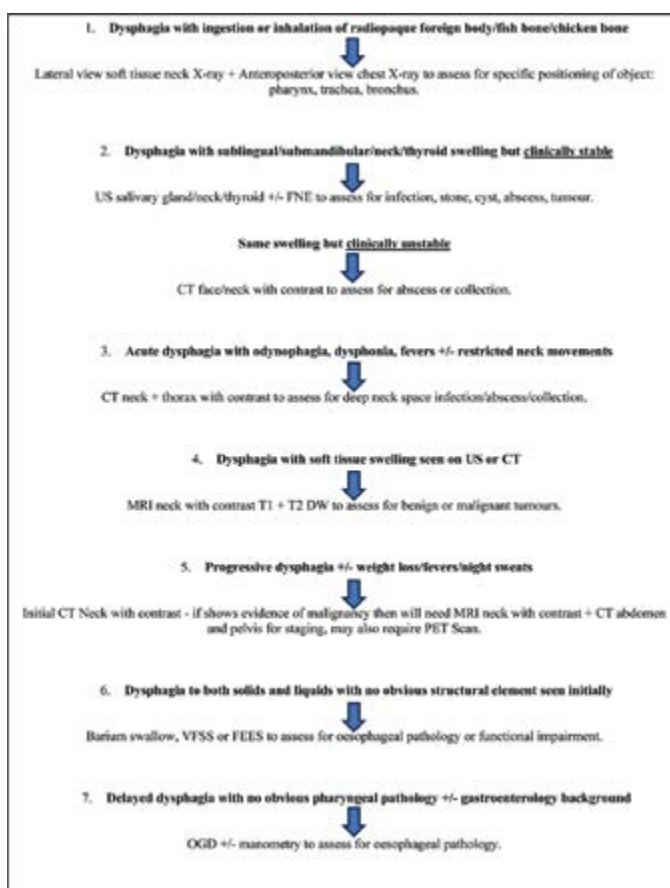 1. Dysphagia with ingestion or inhalation of radiopaque foreign body/fish bone/chicken bone
Lateral view soft tissue neck X-ray + Anteroposterior view chest X-ray to assess for specific positioning of object:
pharynx, trachea, bronchus.
2. Dysphagia with sublingual/submandibular/neck/thyroid swelling but clinically stable
US salivary gland/neck/thyroid +/- FNE to assess for infection, stone, cyst, abscess, tumour.
Same swelling but clinically unstable
CT face/neck with contrast to assess for abscess or collection.
3. Acute dysphagia with odynophagia, dysphonia, fevers +/- restricted neck movements
CT neck + thorax with contrast to assess for deep neck space infection/abscess/collection.
4. Dysphagia with soft tissue swelling seen on US or CT
MRI neck with contrast T1 + T2 DW to assess for benign or malignant tumours.
5. Progressive dysphagia +/- weight loss/fevers/night sweats
Initial CT Neck with contrast - if shows evidence of malignancy then will need MRI neck with contrast + CT abdomen
and pelvis for staging, may also require PET Scan.
6. Dysphagia to both solids and liquids with no obvious structural element seen initially
Barium swallow, VFSS or FEES to assess for oesophageal pathology or functional impairment.
7. Delayed dysphagia with no obvious pharyngeal pathology +/- gastroenterology background
OGD +/- manometry to assess for oesophageal pathology.